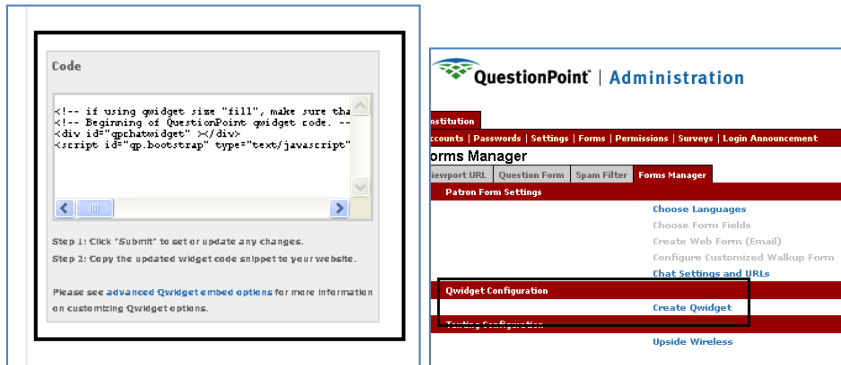 Code
<!-- if using qwidget size "fill", make sure tha
<!-- Beginning of QuestionPoint qwidget code. --
<div id="qpchatwidget" ></div>
<script id="qp.bootstrap" type="text/javascript"
Step 1: Click "Submit" to set or update any changes.
Step 2: Copy the updated widget code snippet to your website.
Please see advanced Qwidget embed options for more information
on customizing Qwidget options.
QuestionPoint | Administration
nstitution
ccounts | Passwords | Settings | Forms | Permissions | Surveys | Login Announcement
orms Manager
iewport URL Question Form Spam Filter Forms Manager
Patron Form Settings
Choose Languages
Choose Form Fields
Create Web Form (Email)
Configure Customized Walkup Form
Chat Settings and URLs
Qwidget Configuration
Create Qwidget
Texting Configuration
Upside Wireless